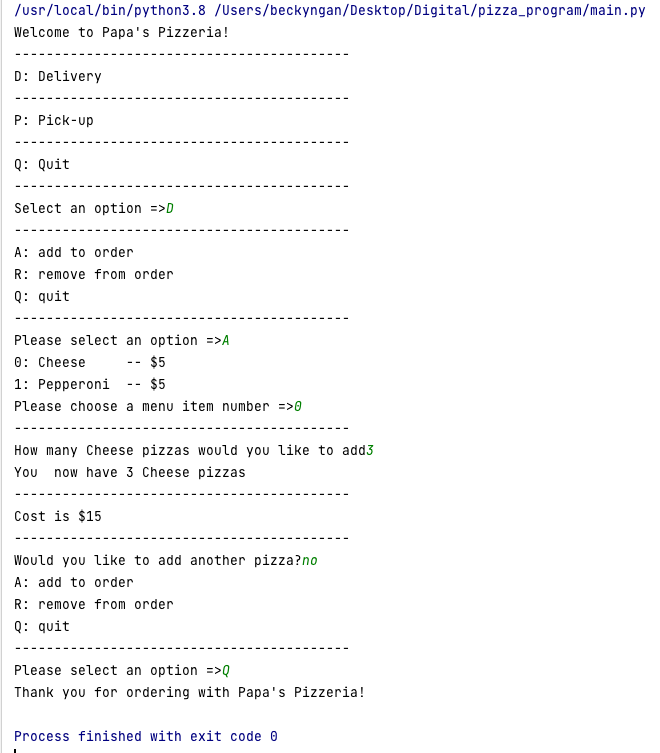 /usr/local/bin/python3.8 /Users/beckyngan/Desktop/Digital/pizza_program/main.py
Welcome to Papa's Pizzeria!
------------------------------------------
D: Delivery
------------------------------------------
P: Pick-up
------------------------------------------
Q: Quit
------------------------------------------
Select an option =>D
------------------------------------------
A: add to order
R: remove from order
Q: quit
------------------------------------------
Please select an option =>A
0: Cheese     -- $5
1: Pepperoni  -- $5
Please choose a menu item number =>0
------------------------------------------
How many Cheese pizzas would you like to add3
You  now have 3 Cheese pizzas
------------------------------------------
Cost is $15
------------------------------------------
Would you like to add another pizza?no
A: add to order
R: remove from order
Q: quit
------------------------------------------
Please select an option =>Q
Thank you for ordering with Papa's Pizzeria!

Process finished with exit code 0